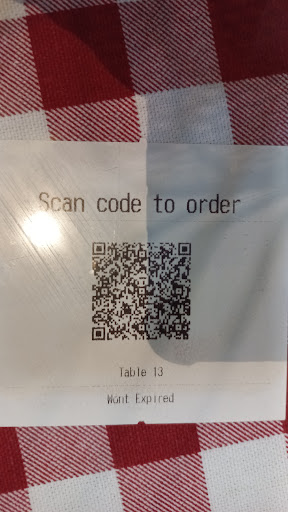 Scan code to order
Table 13
Wont Expired